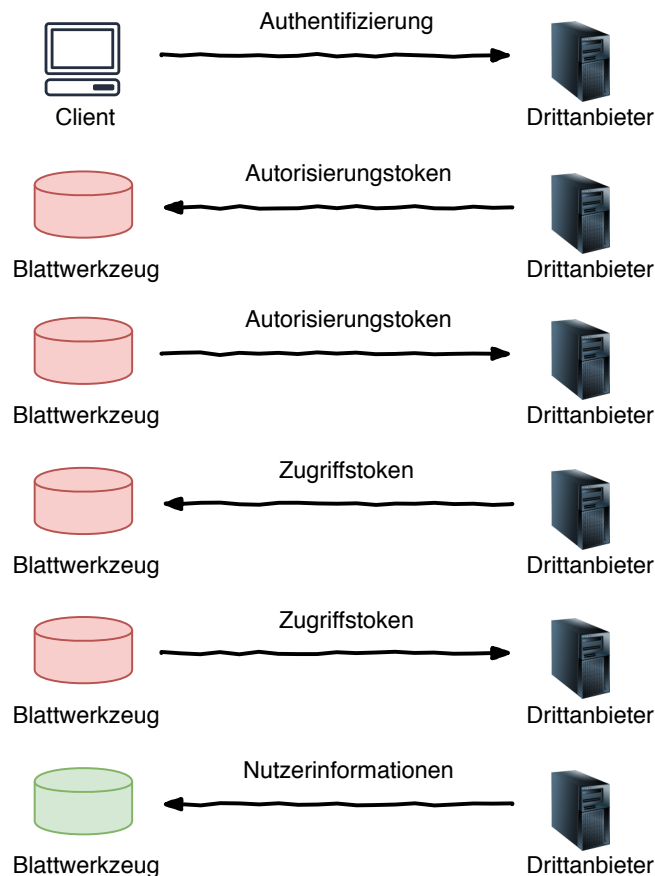 Authentifizierung
Client
Drittanbieter
Autorisierungstoken
Blattwerkzeug
Drittanbieter
Autorisierungstoken
Blattwerkzeug
Drittanbieter
Zugriffstoken
Blattwerkzeug
Drittanbieter
Zugriffstoken
Blattwerkzeug
Drittanbieter
Nutzerinformationen
Blattwerkzeug
Drittanbieter